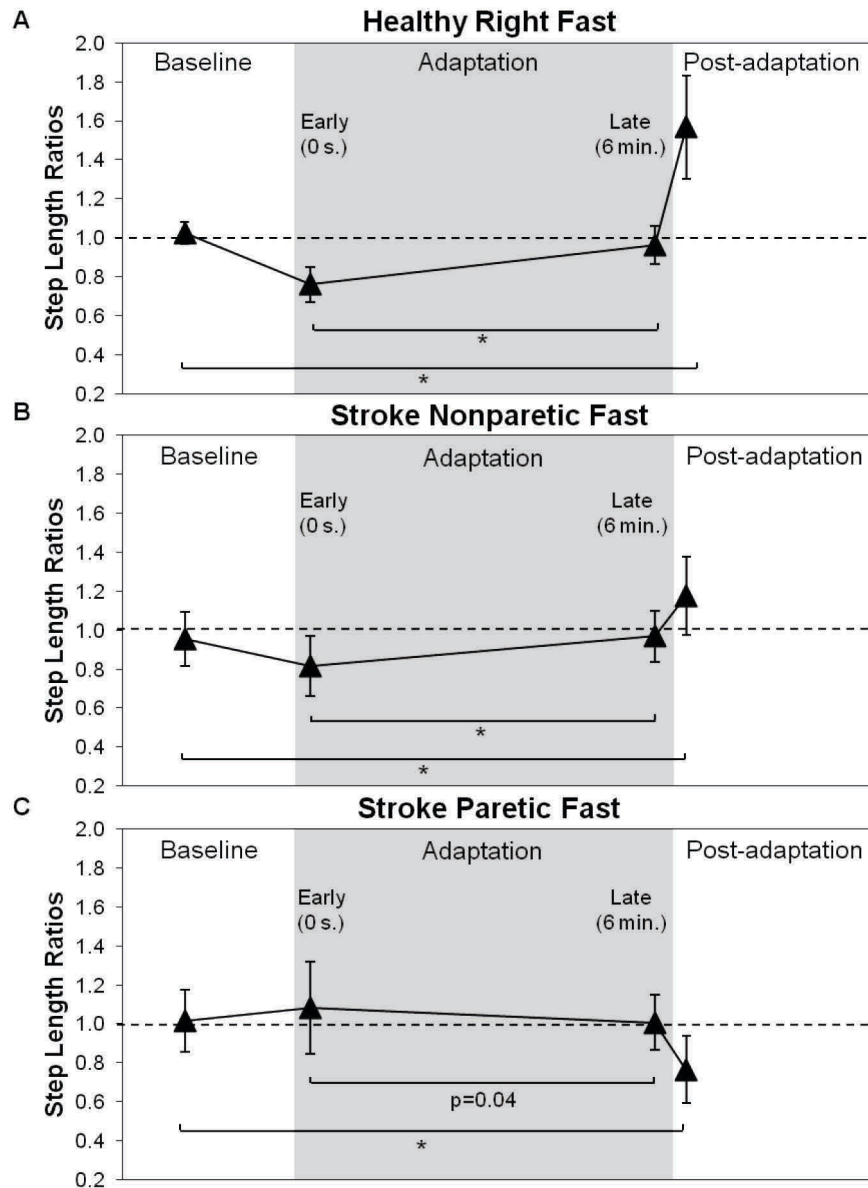 A
Healthy Right Fast
Step Length Ratios
2.0
1.8
1.6
1.4
1.2
1.0
0.8
0.6
0.4
0.2
Baseline
Adaptation
Post-adaptation
Early
(0 s.)
Late
(6 min.)
*
*
B
Stroke Nonparetic Fast
Step Length Ratios
2.0
1.8
1.6
1.4
1.2
1.0
0.8
0.6
0.4
0.2
Baseline
Adaptation
Post-adaptation
Early
(0 s.)
Late
(6 min.)
*
*
C
Stroke Paretic Fast
Step Length Ratios
2.0
1.8
1.6
1.4
1.2
1.0
0.8
0.6
0.4
0.2
Baseline
Adaptation
Post-adaptation
Early
(0 s.)
Late
(6 min.)
p=0.04
*